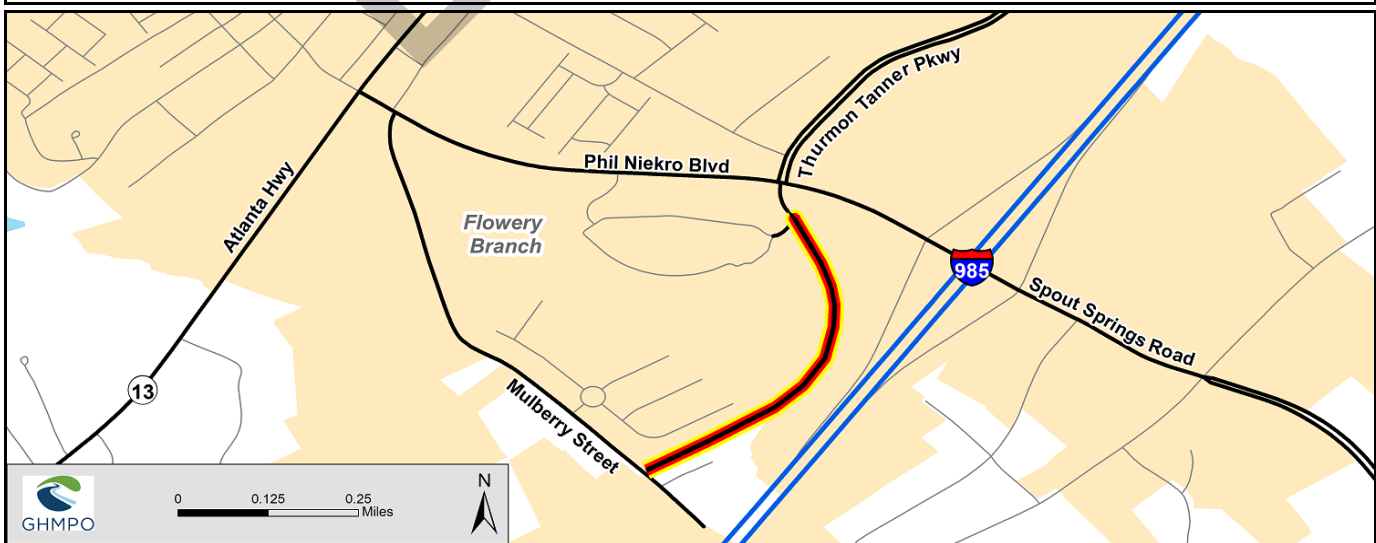 Thurmon Tanner Pkwy
Phil Niekro Blvd
Atlanta Hwy
Flowery
Branch
985
Spout Springs Road
13
Mulberry Street
GHMPO
0 0.125 0.25
Miles
N